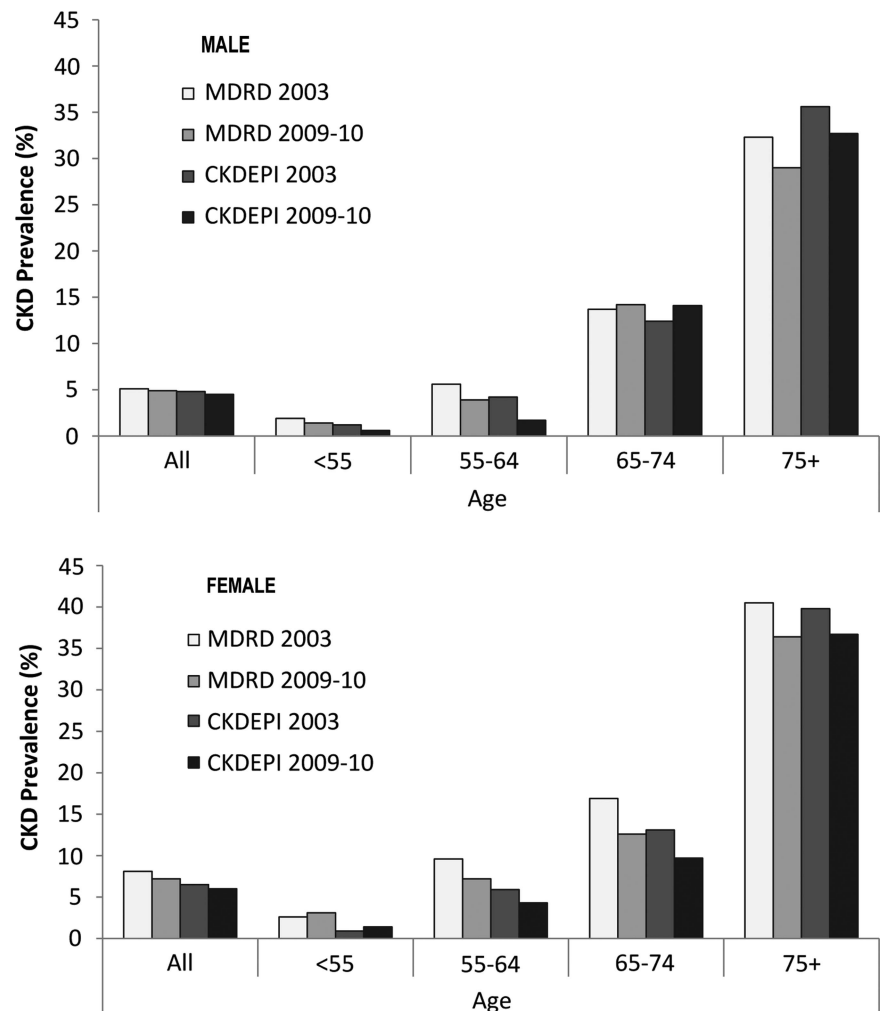 MALE
MDRD 2003
MDRD 2009-10
CKDEPI 2003
CKDEPI 2009-10
CKD Prevalence (%)
45
40
35
30
25
20
15
10
5
0
All <55 55-64 65-74 75+
Age
FEMALE
MDRD 2003
MDRD 2009-10
CKDEPI 2003
CKDEPI 2009-10
CKD Prevalence (%)
45
40
35
30
25
20
15
10
5
0
All <55 55-64 65-74 75+
Age